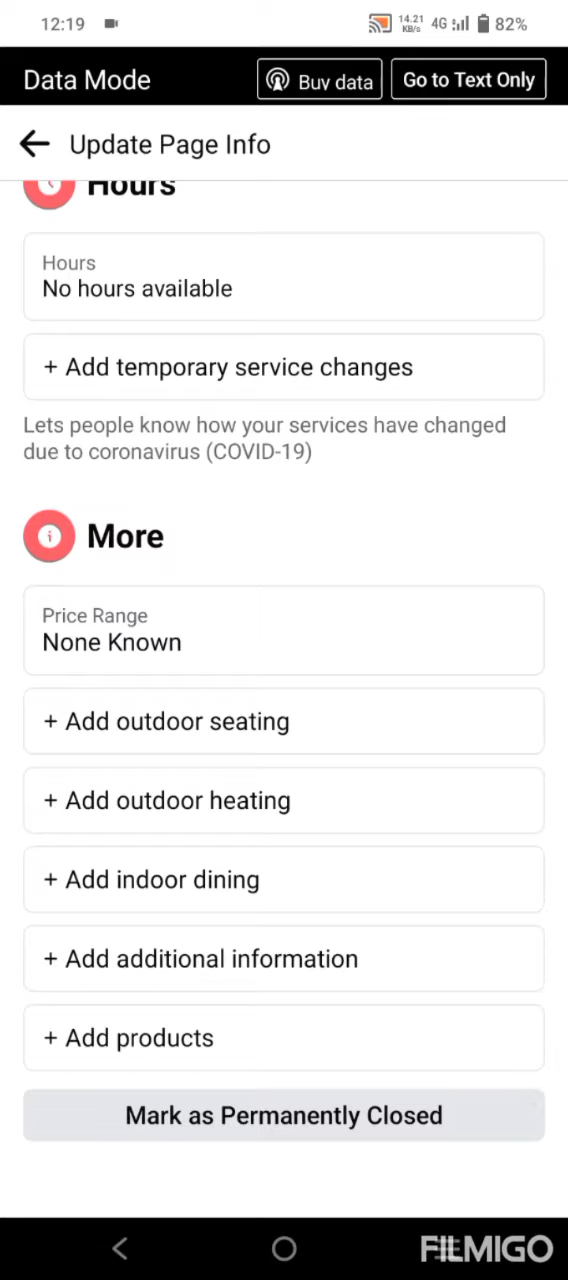 12:19
14.21
KB/s
4G
82%
Data Mode
Buy data
Go to Text Only
Update Page Info
Hours
Hours
No hours available
+ Add temporary service changes
Lets people know how your services have changed
due to coronavirus (COVID-19)
More
Price Range
None Known
+ Add outdoor seating
+ Add outdoor heating
+ Add indoor dining
+ Add additional information
+ Add products
Mark as Permanently Closed
FILMIGO